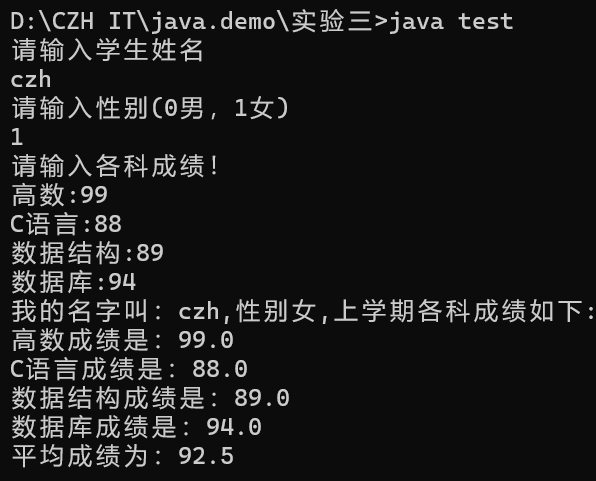 D:\CZH IT\java.demo\实验三>java test
请输入学生姓名
czh
请输入性别(0男，1女)
1
请输入各科成绩！
高数:99
C语言:88
数据结构:89
数据库:94
我的名字叫：czh,性别女,上学期各科成绩如下:
高数成绩是：99.0
C语言成绩是：88.0
数据结构成绩是：89.0
数据库成绩是：94.0
平均成绩为：92.5